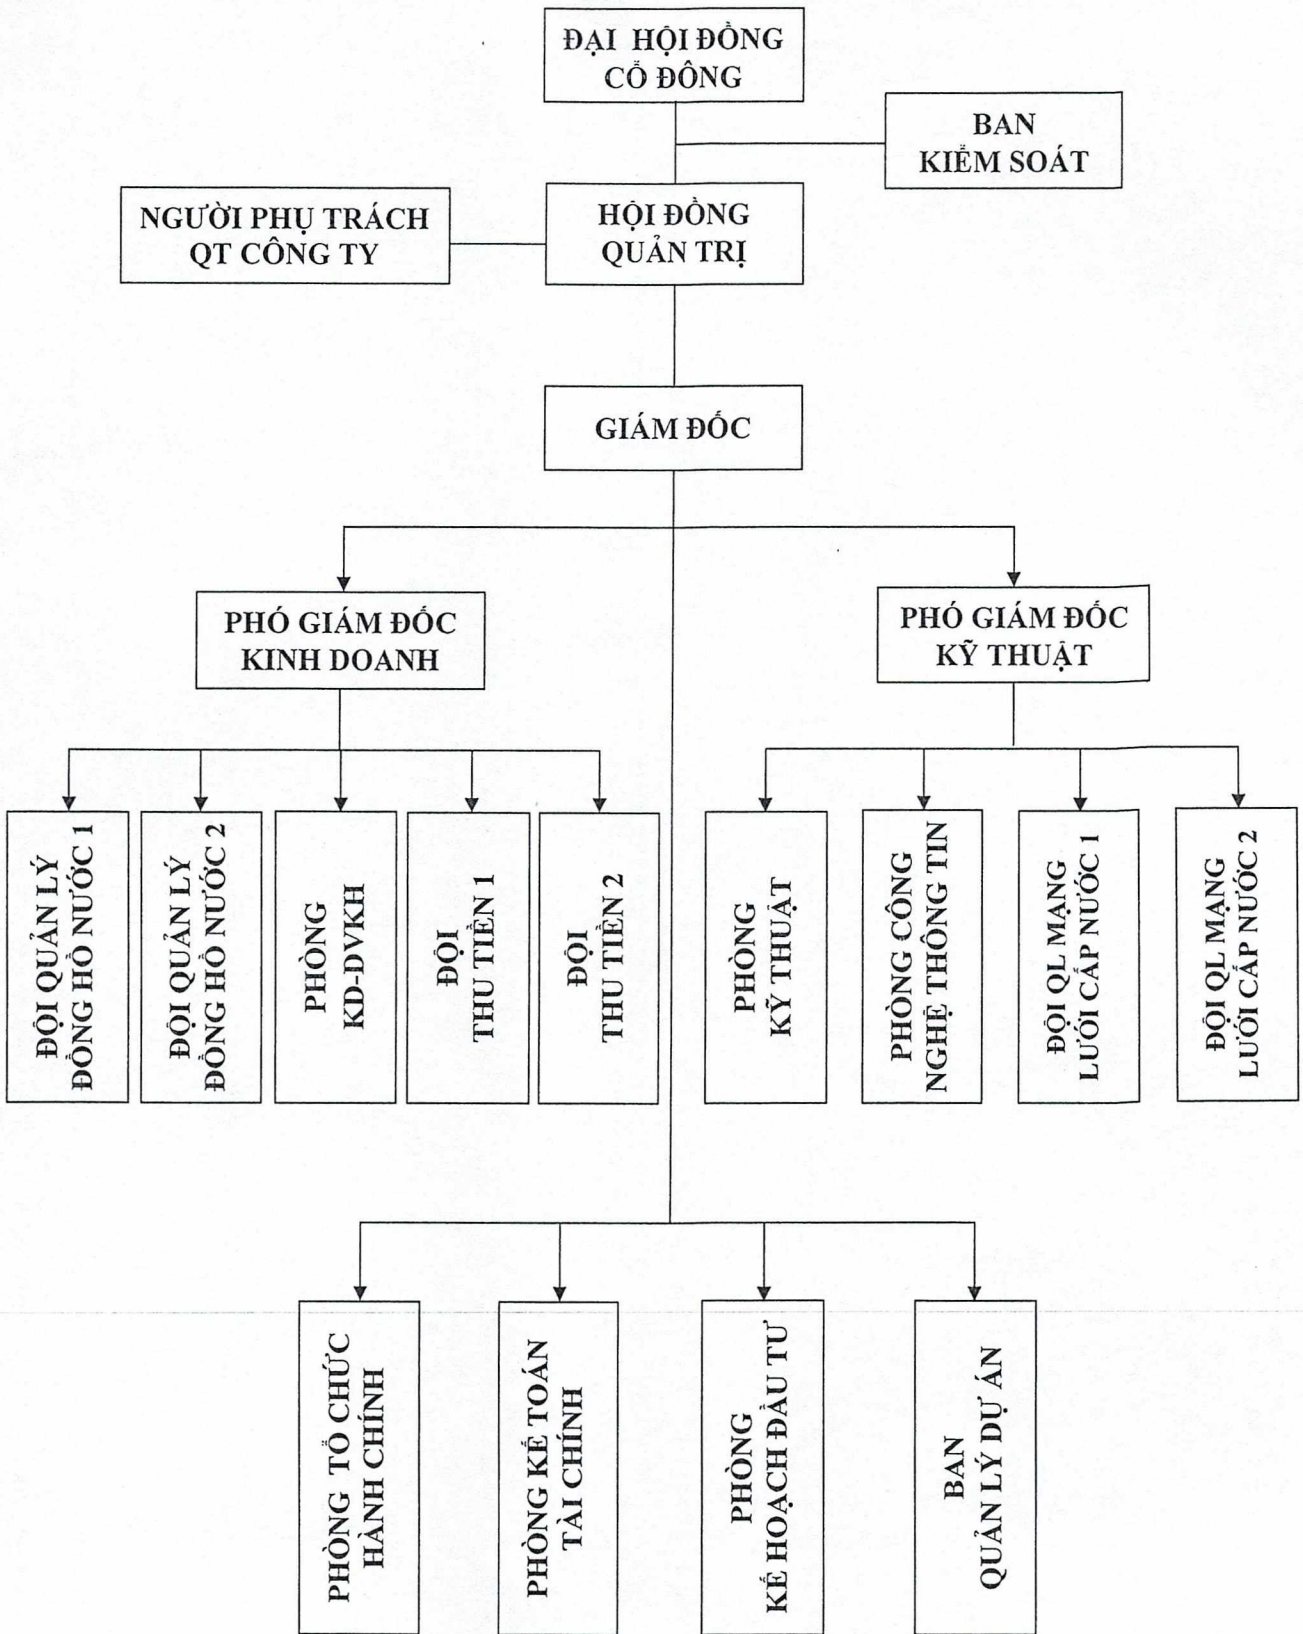 ĐẠI HỘI ĐỒNG
CỔ ĐÔNG
BAN
KIỂM SOÁT
NGƯỜI PHỤ TRÁCH
QT CÔNG TY
HỘI ĐỒNG
QUẢN TRỊ
GIÁM ĐỐC
PHÓ GIÁM ĐỐC
KINH DOANH
PHÓ GIÁM ĐỐC
KỸ THUẬT
ĐỘI QUẢN LÝ
ĐỒNG HỒ NƯỚC 1
ĐỘI QUẢN LÝ
ĐỒNG HỒ NƯỚC 2
PHÒNG
KD-DVKH
ĐỘI
THU TIỀN 1
ĐỘI
THU TIỀN 2
PHÒNG
KỸ THUẬT
PHÒNG CÔNG
NGHỆ THÔNG TIN
ĐỘI QL MẠNG
LƯỚI CẤP NƯỚC 1
ĐỘI QL MẠNG
LƯỚI CẤP NƯỚC 2
PHÒNG TỔ CHỨC
HÀNH CHÍNH
PHÒNG KẾ TOÁN
TÀI CHÍNH
PHÒNG
KẾ HOẠCH ĐẦU TƯ
BAN
QUẢN LÝ DỰ ÁN